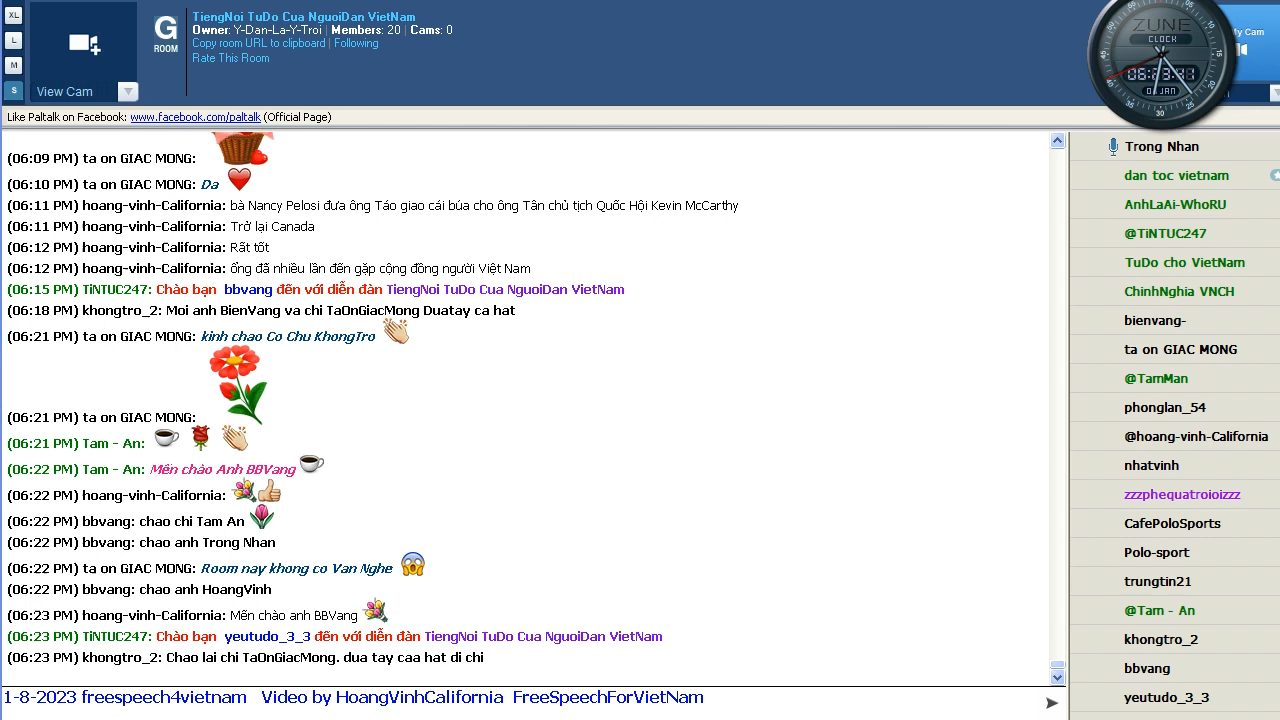 XL
L
M
S
View Cam
G
ROOM
TiengNoi TuDo Cua NguoiDan VietNam
Owner: Y-Dan-La-Y-Troi | Members: 20 | Cams: 0
Copy room URL to clipboard | Following
Rate This Room
ZUNE
CLOCK
My Cam
Like Paltalk on Facebook: www.facebook.com/paltalk (Official Page)
(06:09 PM) ta on GIAC MONG:
(06:10 PM) ta on GIAC MONG: Da
(06:11 PM) hoang-vinh-California: bà Nancy Pelosi đưa ông Táo giao cái búa cho ông Tân chủ tịch Quốc Hội Kevin McCarthy
(06:11 PM) hoang-vinh-California: Trở lại Canada
(06:12 PM) hoang-vinh-California: Rất tốt
(06:12 PM) hoang-vinh-California: ổng đã nhiều lần đến gặp cộng đồng người Việt Nam
(06:15 PM) TiNTUC247: Chào bạn bbvang đến với diễn đàn TiengNoi TuDo Cua NguoiDan VietNam
(06:18 PM) khongtro_2: Moi anh BienVang va chi TaOnGiacMong Duatay ca hat
(06:21 PM) ta on GIAC MONG: kinh chao Co Chu KhongTro
(06:21 PM) ta on GIAC MONG:
(06:21 PM) Tam - An:
(06:22 PM) Tam - An: Mến chào Anh BBVang
(06:22 PM) hoang-vinh-California:
(06:22 PM) bbvang: chao chi Tam An
(06:22 PM) bbvang: chao anh Trong Nhan
(06:22 PM) ta on GIAC MONG: Room nay khong co Van Nghe
(06:22 PM) bbvang: chao anh HoangVinh
(06:23 PM) hoang-vinh-California: Mến chào anh BBVang
(06:23 PM) TiNTUC247: Chào bạn yeutudo_3_3 đến với diễn đàn TiengNoi TuDo Cua NguoiDan VietNam
(06:23 PM) khongtro_2: Chao lai chi TaOnGiacMong. dua tay caa hat di chi
1-8-2023 freespeech4vietnam Video by HoangVinhCalifornia FreeSpeechForVietNam
Trong Nhan
dan toc vietnam
AnhLaAi-WhoRU
@TiNTUC247
TuDo cho VietNam
ChinhNghia VNCH
bienvang-
ta on GIAC MONG
@TamMan
phonglan_54
@hoang-vinh-California
nhatvinh
zzzphequatroioizzz
CafePoloSports
Polo-sport
trungtin21
@Tam - An
khongtro_2
bbvang
yeutudo_3_3